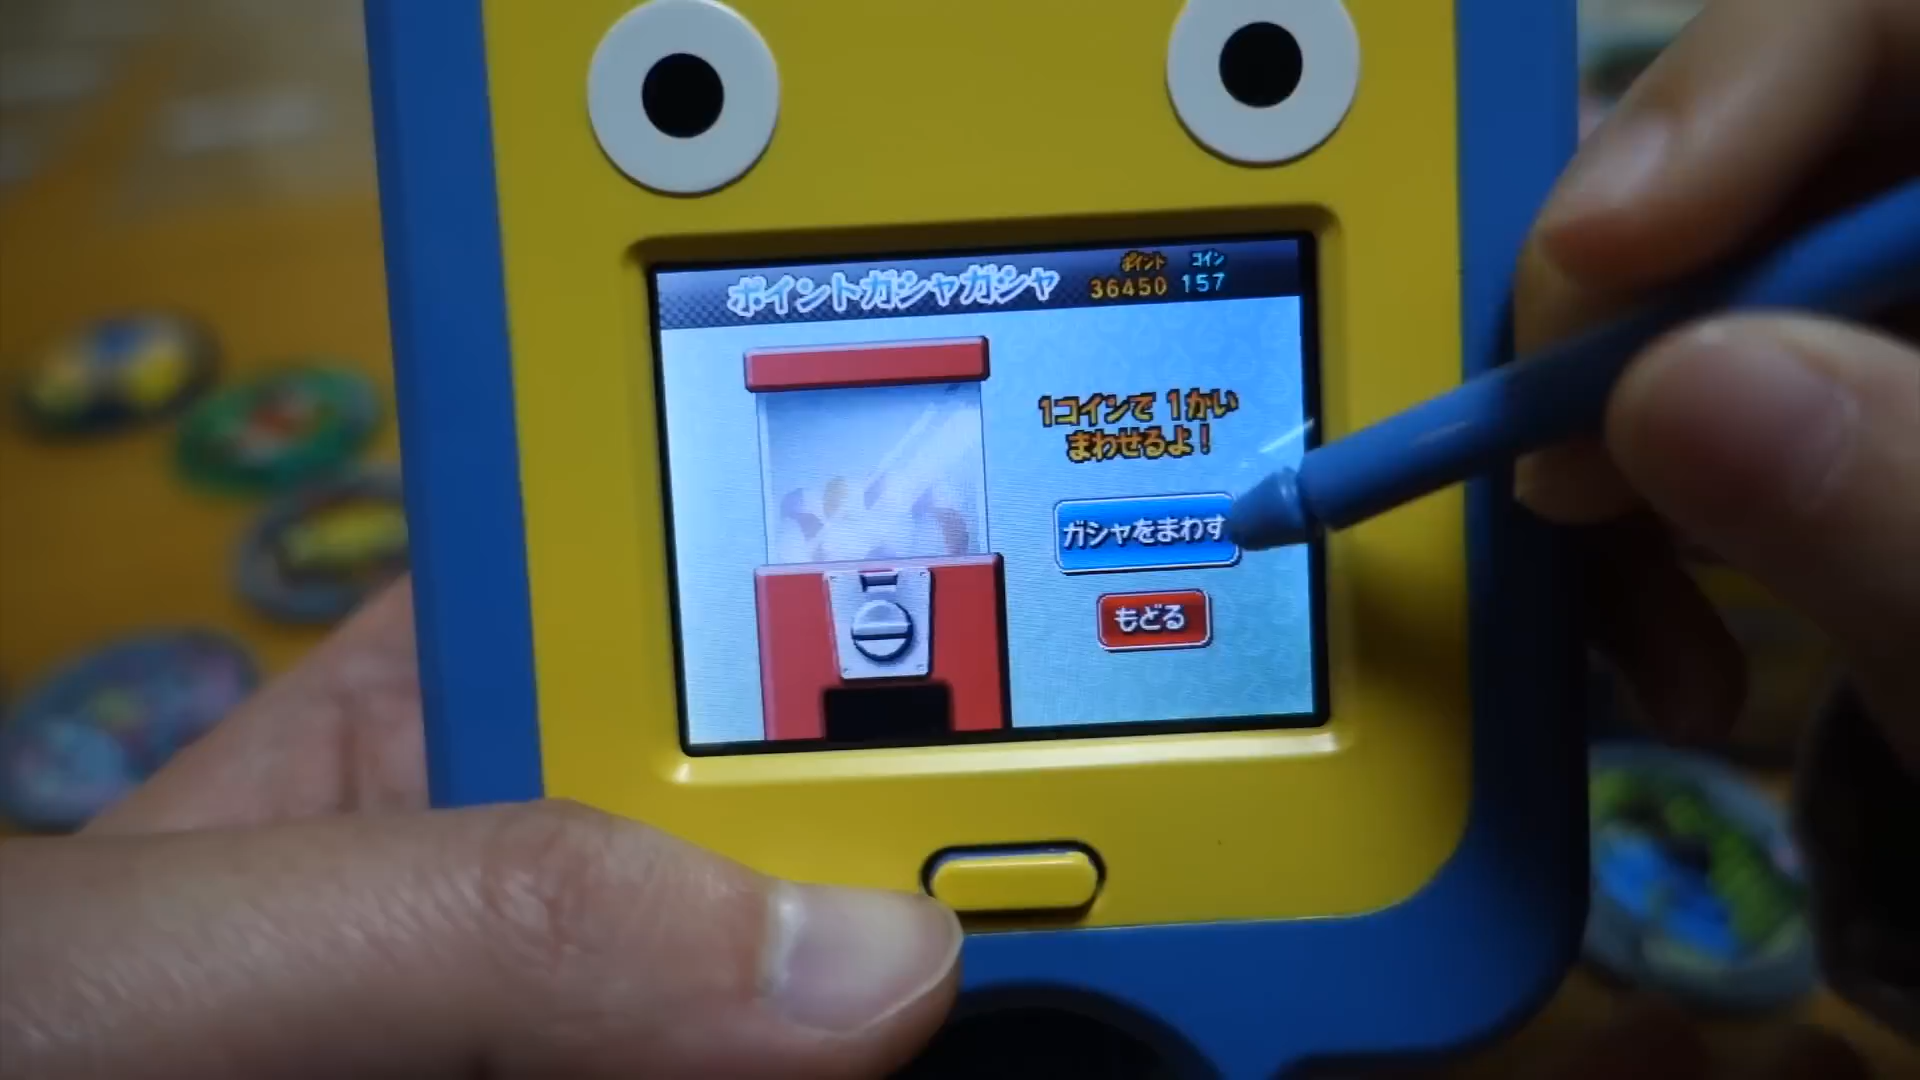 ポイントガシャガシャ
ポイント コイン
36450 157
1コインで 1かい
まわせるよ！
ガシャをまわす
もどる